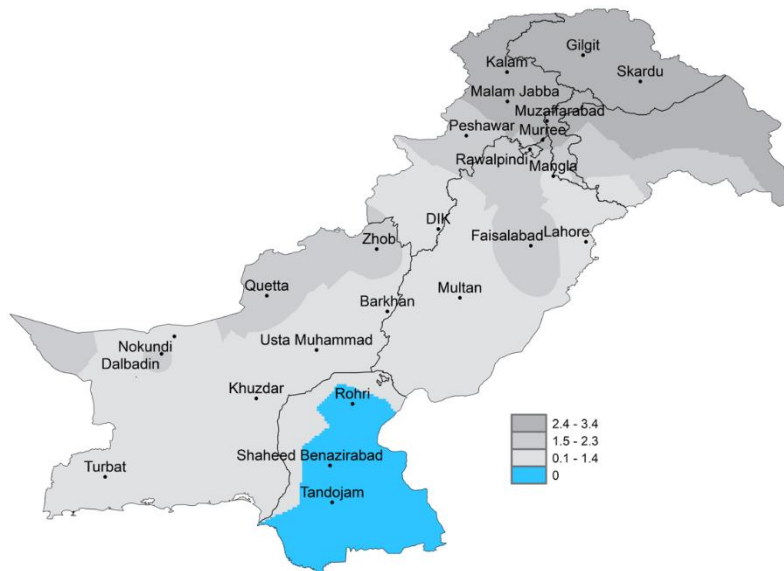 Gilgit
Kalam
Skardu
Malam Jabba
Muzaffarabad
Peshawar
Murree
Rawalpindi
Mangla
DIK
Lahore
Faisalabad
Zhob
Quetta
Multan
Barkhan
Usta Muhammad
Nokundi
Dalbadin
Khuzdar
Rohri
2.4 - 3.4
1.5 - 2.3
0.1 - 1.4
0
Shaheed Benazirabad
Turbat
Tandojam